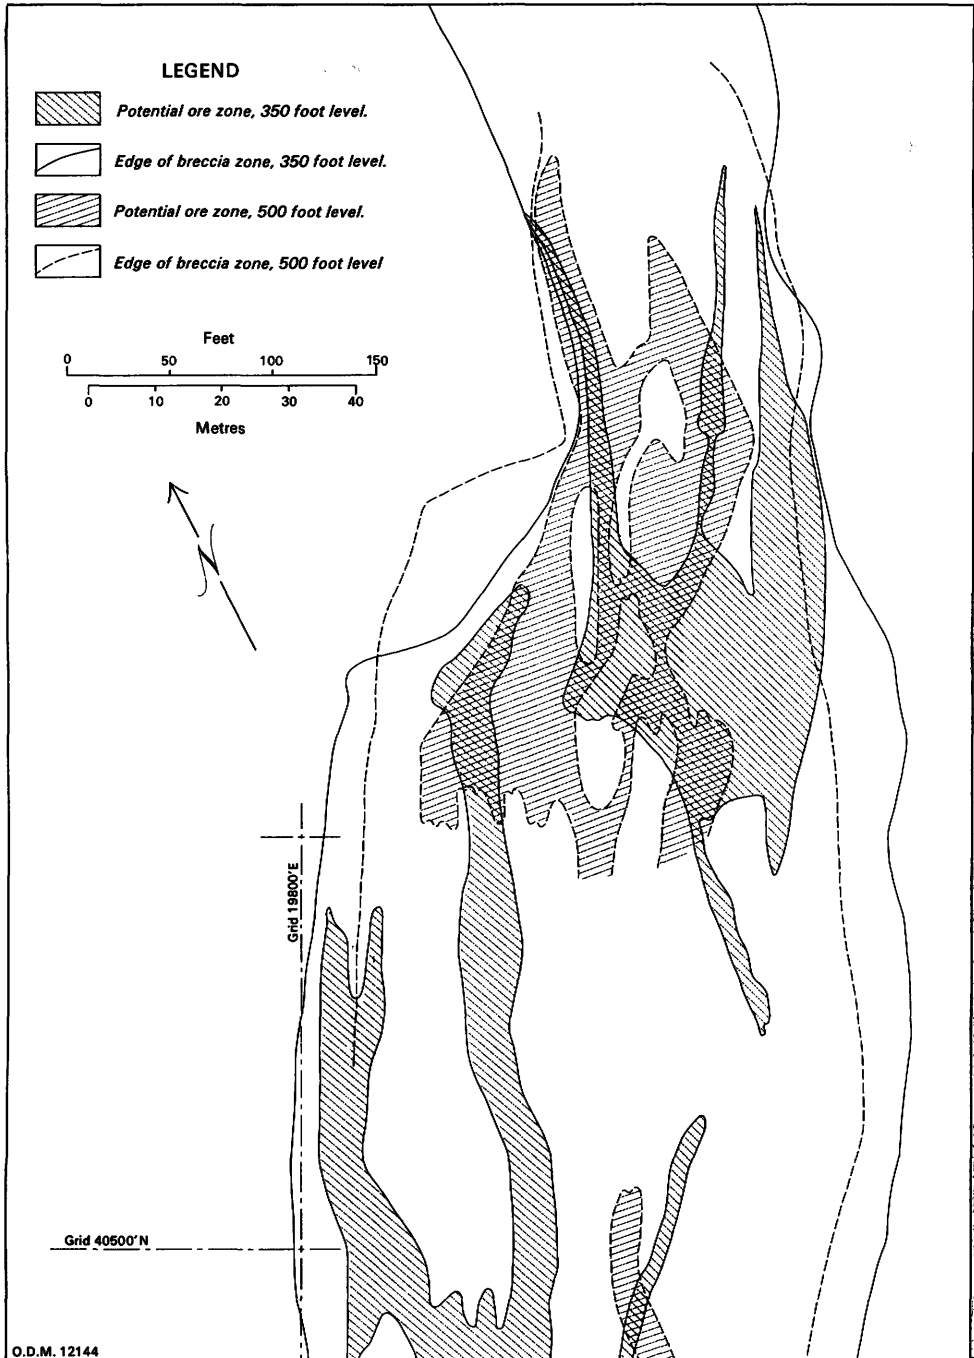 LEGEND
Potential ore zone, 350 foot level.
Edge of breccia zone, 350 foot level.
Potential ore zone, 500 foot level.
Edge of breccia zone, 500 foot level
Feet
0 50 100 150
0 10 20 30 40
Metres
N
Grid 19800'E
Grid 40500'N
O.D.M. 12144